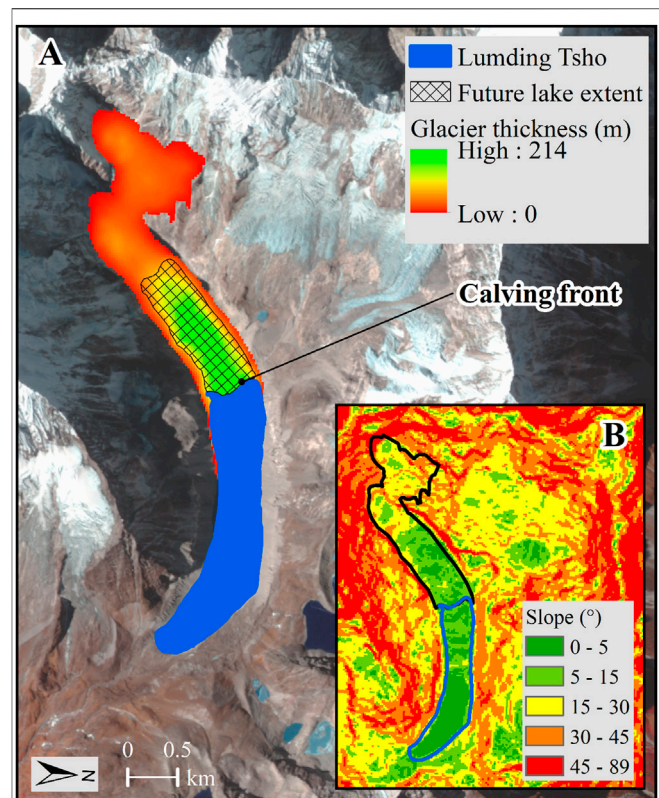 A
Lumding Tsho
Future lake extent
Glacier thickness (m)
High : 214
Low : 0
Calving front
B
Slope (°)
0 - 5
5 - 15
15 - 30
30 - 45
45 - 89
N
0 0.5
km